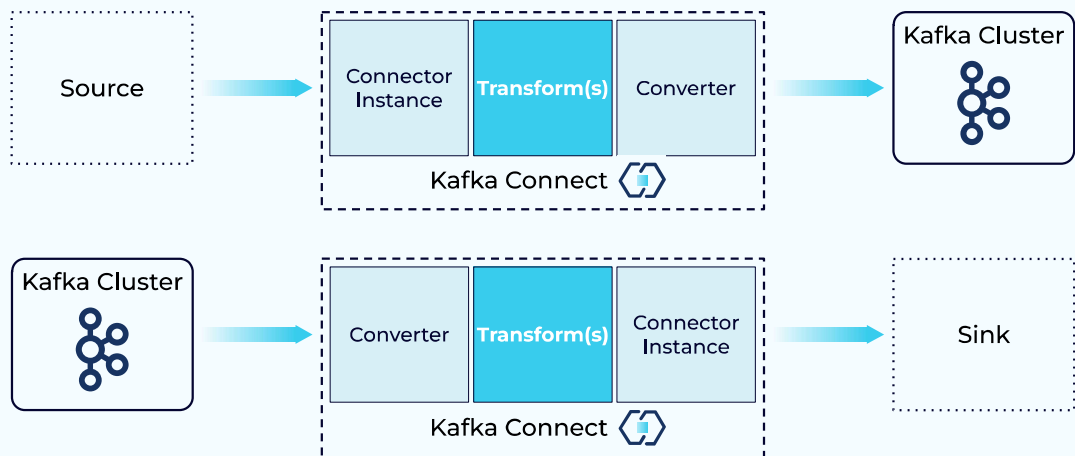 Source
Connector
Instance
Transform(s)
Converter
Kafka Connect
Kafka Cluster
Kafka Cluster
Converter
Transform(s)
Connector
Instance
Kafka Connect
Sink